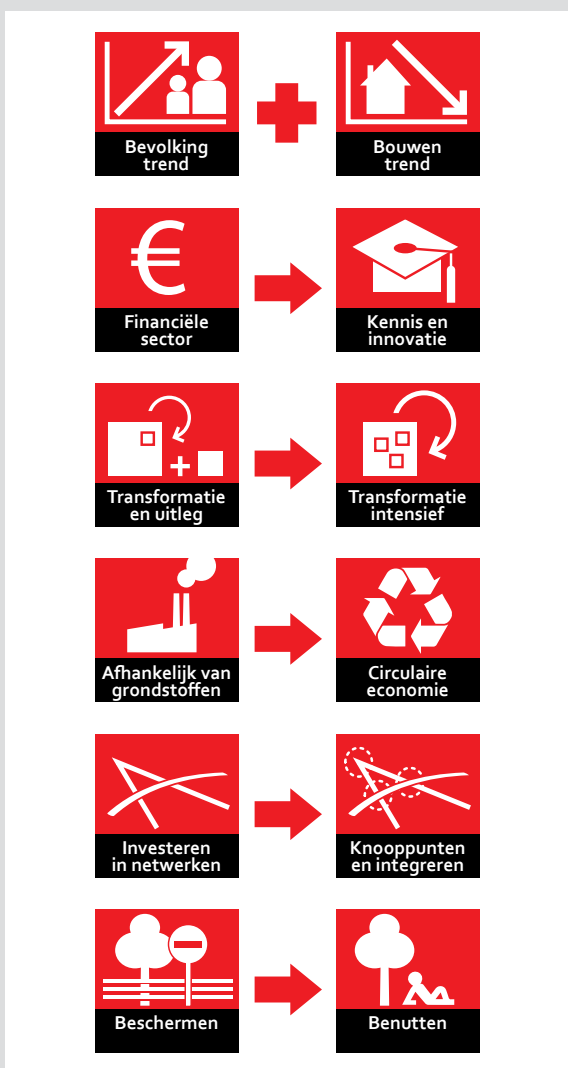 Bevolking
trend
Bouwen
trend
€
Financiële
sector
Kennis en
innovatie
Transformatie
en uitleg
Transformatie
intensief
Afhankelijk van
grondstoffen
Circulaire
economie
Investeren
in netwerken
Knooppunten
en integreren
Beschermen
Benutten